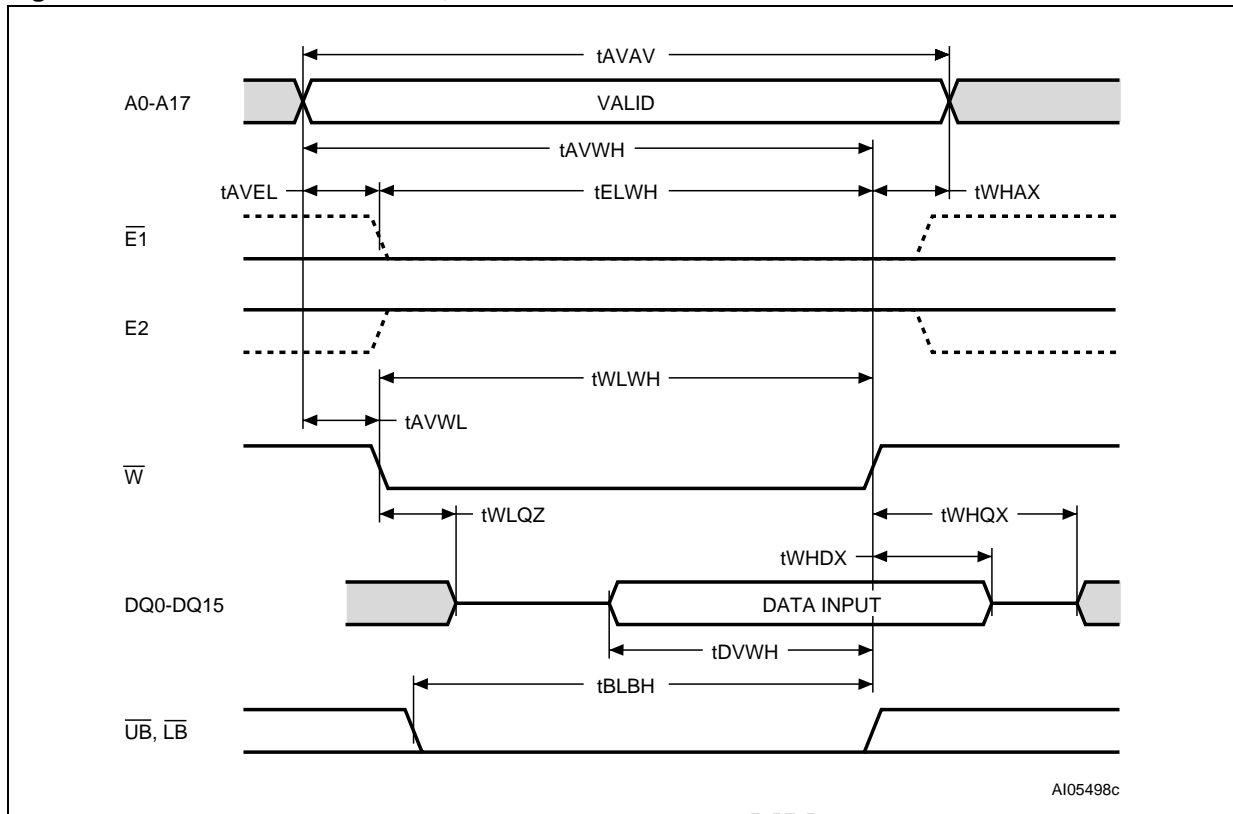 tAVAV
A0-A17 VALID
tAVWH
tAVEL tELWH tWHAX
E1
E2
tWLWH
tAVWL
W
tWLQZ tWHQX
tWHDX
DQ0-DQ15 DATA INPUT
tDVWH
tBLBH
UB, LB
AI05498c